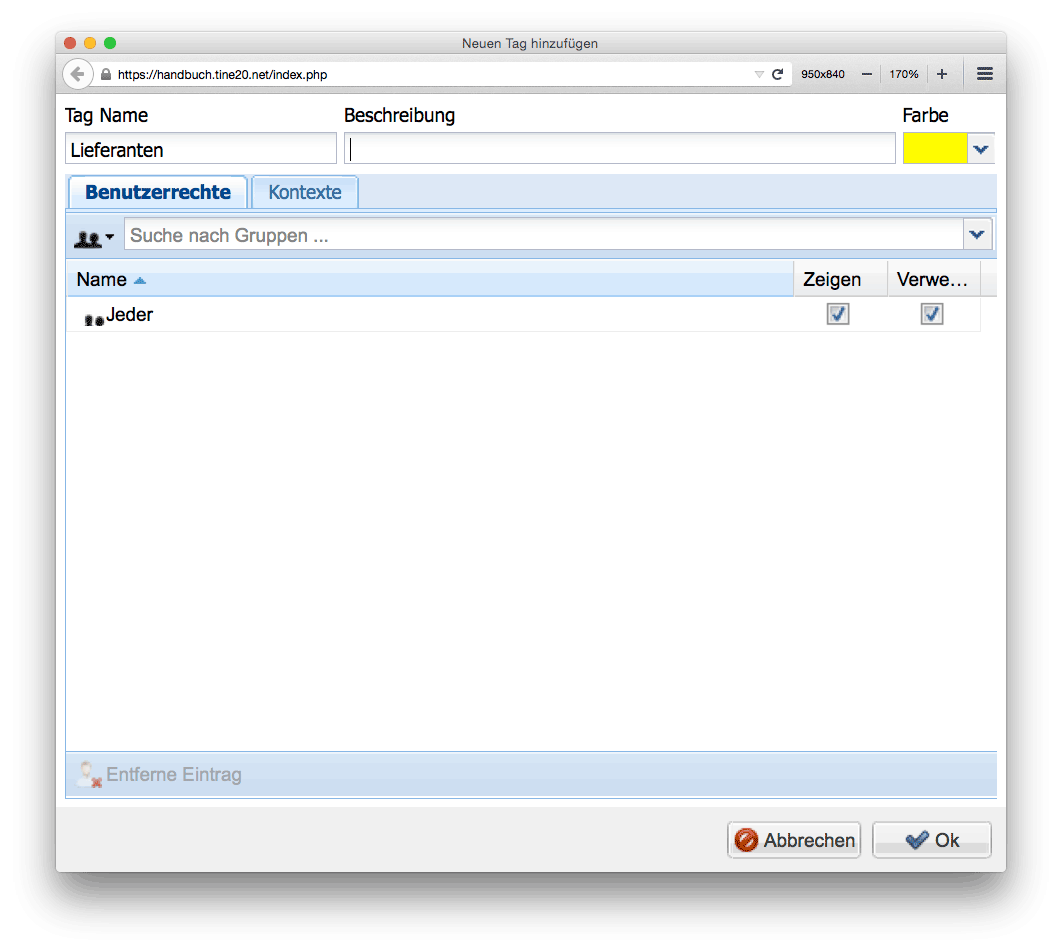 Neuen Tag hinzufügen
https://handbuch.tine20.net/index.php 950x840 — 170% +
Tag Name Beschreibung Farbe
Lieferanten
Benutzerrechte Kontexte
Suche nach Gruppen ...
Name Zeigen Verwe...
Jeder
Entferne Eintrag
Abbrechen Ok